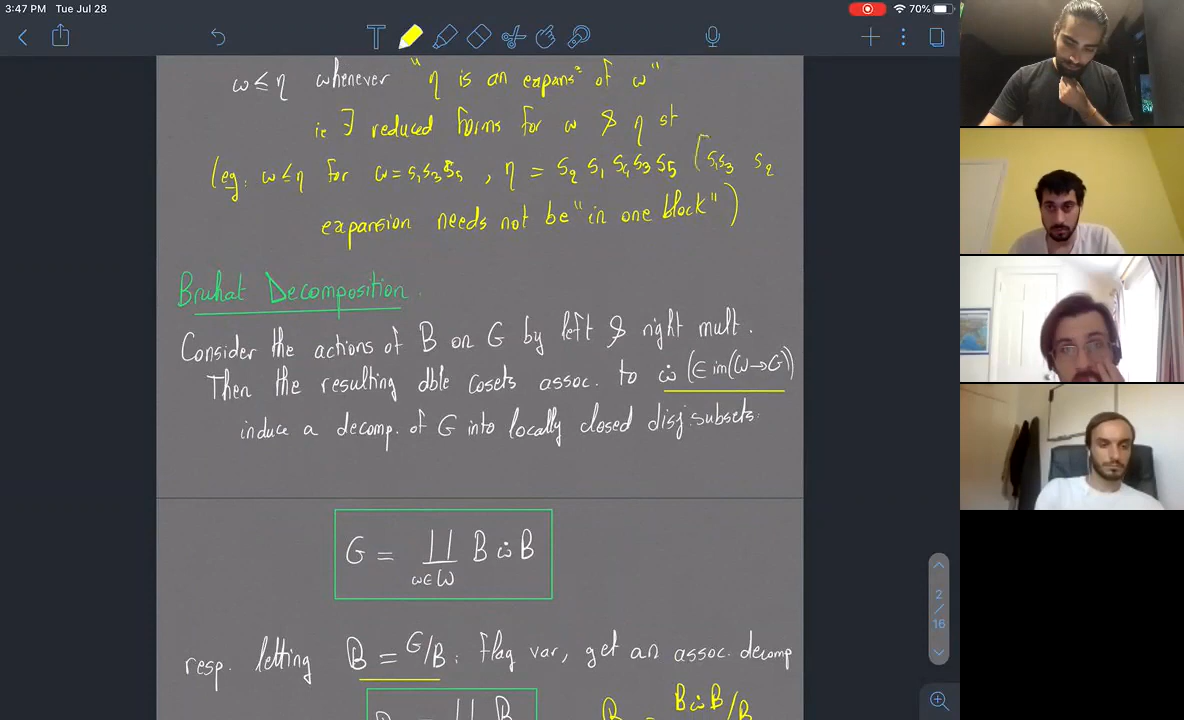 3:47 PM Tue Jul 28
70%
ω ≤ η whenever "η is an expans° of ω"
ie ∃ reduced forms for ω & η st
(eg. ω ≤ η for ω = s₁s₃s₅, η = s₂ s₁ s₄s₃s₅ (s₁s₃ s₂
expansion needs not be "in one block")
Bruhat Decomposition.
Consider the actions of B on G by left & right mult.
Then the resulting dble cosets assoc. to ω̇ (∈ im(W→G))
induce a decomp. of G into locally closed disj. subsets.
G = ∐ B ω̇ B
ω∈W
resp. letting B = G/B: flag var, get an assoc. decomp
Bω̇B/B
2
/
16